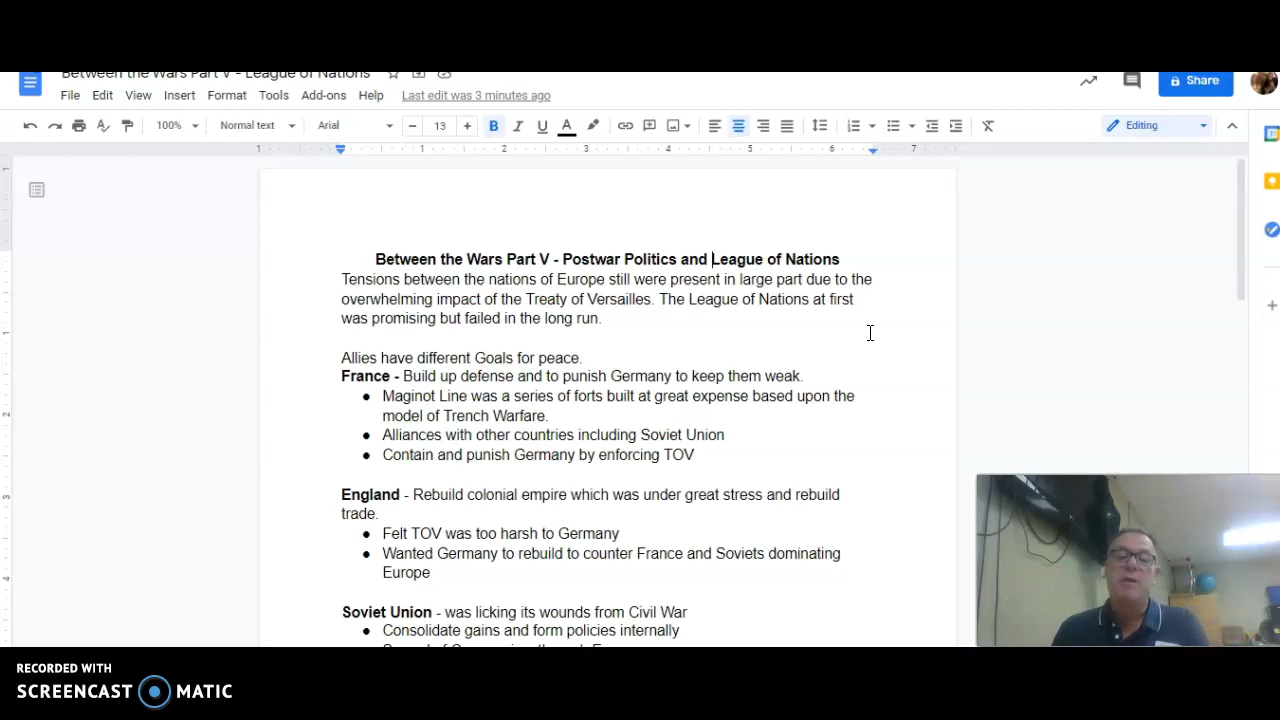 Between the Wars Part V - League of Nations
File Edit View Insert Format Tools Add-ons Help Last edit was 3 minutes ago
Share
100% Normal text Arial 13 B I U A Editing
1 1 2 3 4 5 6 7
Between the Wars Part V - Postwar Politics and League of Nations
Tensions between the nations of Europe still were present in large part due to the
overwhelming impact of the Treaty of Versailles. The League of Nations at first
was promising but failed in the long run.
Allies have different Goals for peace.
France - Build up defense and to punish Germany to keep them weak.
● Maginot Line was a series of forts built at great expense based upon the
model of Trench Warfare.
● Alliances with other countries including Soviet Union
● Contain and punish Germany by enforcing TOV
England - Rebuild colonial empire which was under great stress and rebuild
trade.
● Felt TOV was too harsh to Germany
● Wanted Germany to rebuild to counter France and Soviets dominating
Europe
Soviet Union - was licking its wounds from Civil War
● Consolidate gains and form policies internally
RECORDED WITH
SCREENCAST MATIC